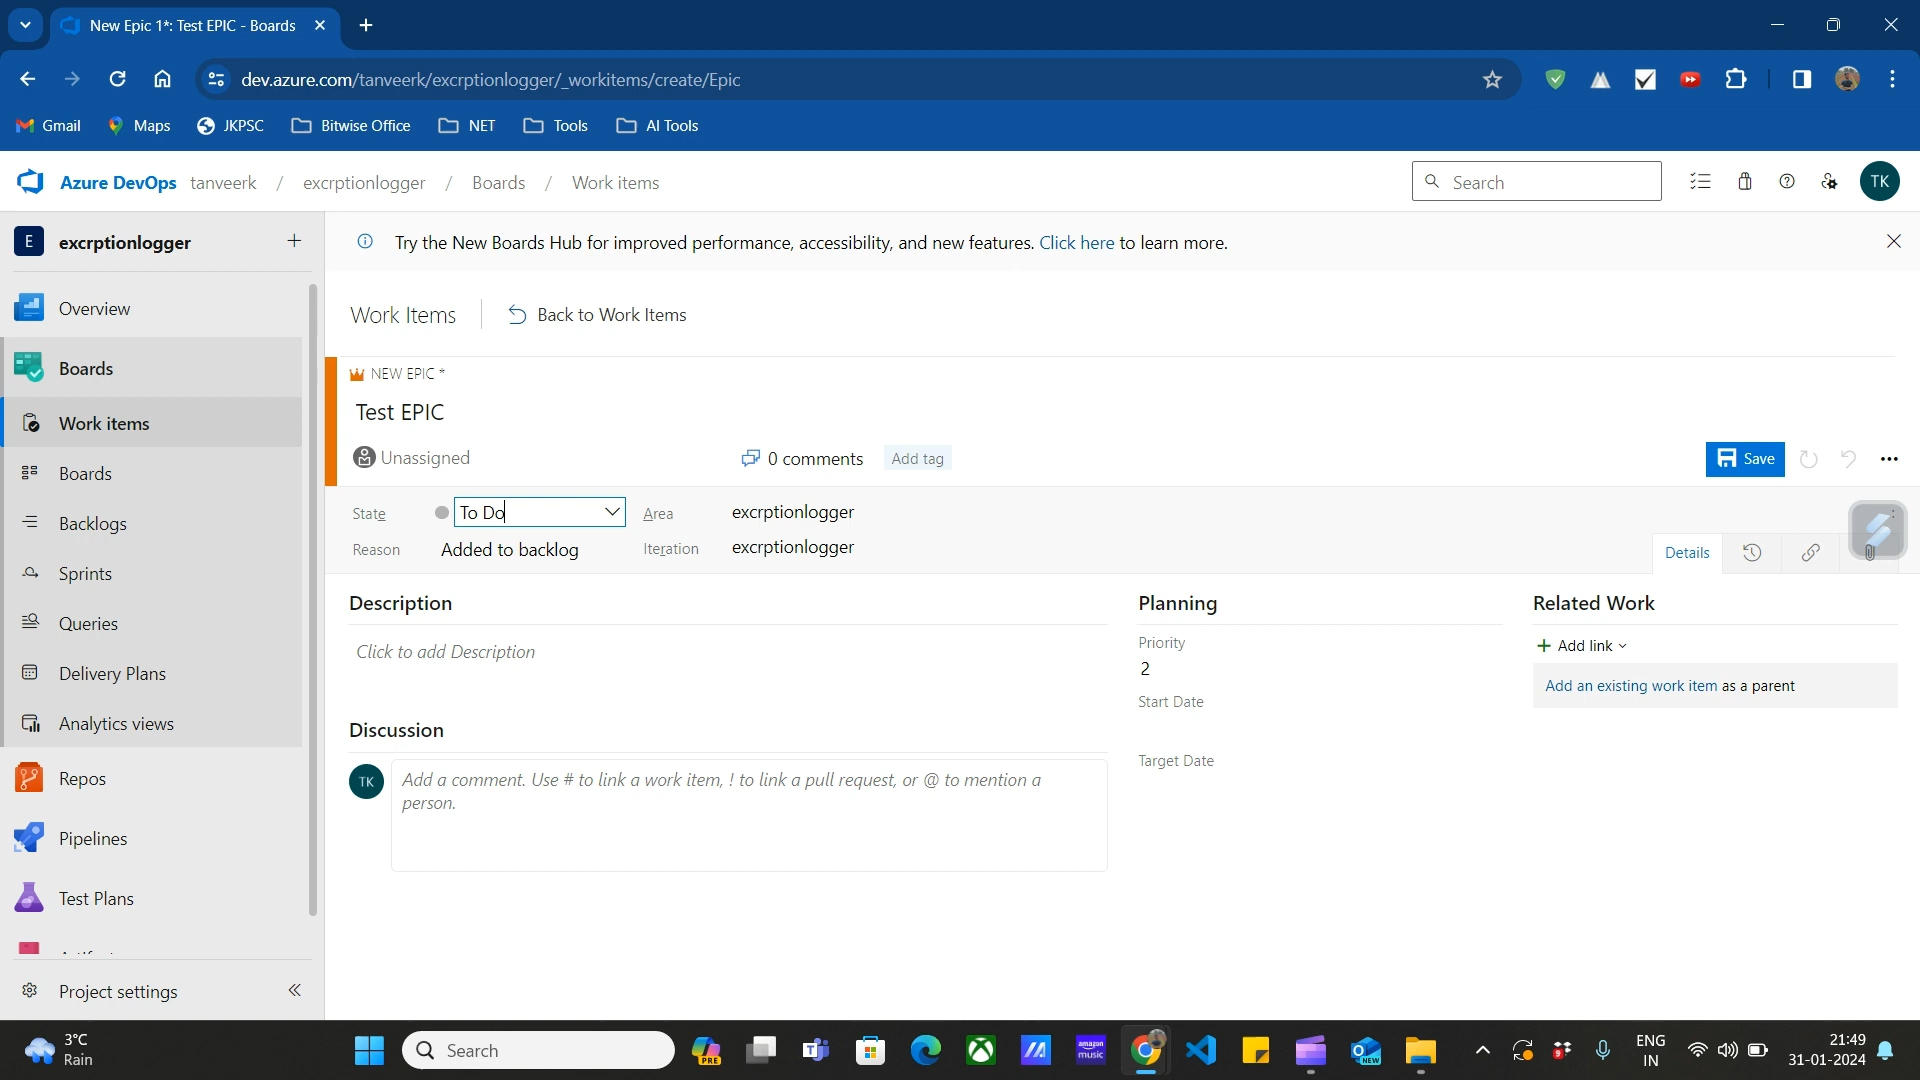 New Epic 1*: Test EPIC - Boards
dev.azure.com/tanveerk/excrptionlogger/_workitems/create/Epic
Gmail Maps JKPSC Bitwise Office NET Tools AI Tools
Azure DevOps tanveerk / excrptionlogger / Boards / Work items Search TK
E excrptionlogger
Try the New Boards Hub for improved performance, accessibility, and new features. Click here to learn more.
Overview
Boards
Work items
Boards
Backlogs
Sprints
Queries
Delivery Plans
Analytics views
Repos
Pipelines
Test Plans
Project settings
Work Items Back to Work Items
NEW EPIC *
Test EPIC
Unassigned 0 comments Add tag Save
State To Do Area excrptionlogger
Reason Added to backlog Iteration excrptionlogger
Details
Description
Click to add Description
Discussion
TK Add a comment. Use # to link a work item, ! to link a pull request, or @ to mention a
person.
Planning
Priority
2
Start Date
Target Date
Related Work
Add link
Add an existing work item as a parent
3°C
Rain
Search
PRE
amazon
music
NEW
9
ENG
IN
21:49
31-01-2024